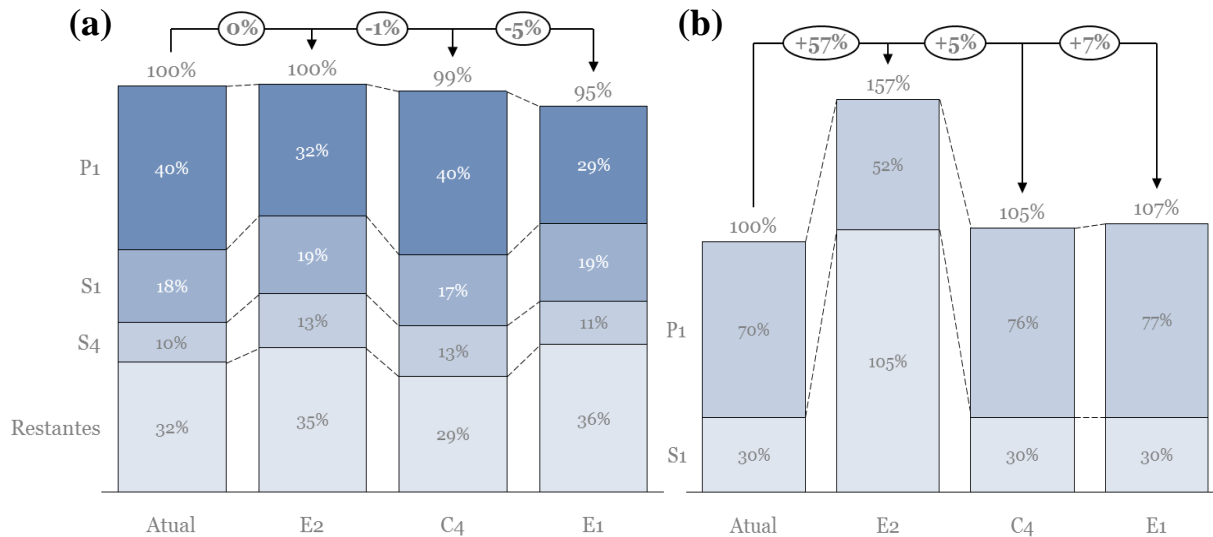 (a)
0%
-1%
-5%
100%
100%
99%
95%
P1
40%
32%
40%
29%
S1
18%
19%
17%
19%
S4
10%
13%
13%
11%
Restantes
32%
35%
29%
36%
Atual
E2
C4
E1
(b)
+57%
+5%
+7%
100%
157%
105%
107%
P1
70%
52%
76%
77%
S1
30%
105%
30%
30%
Atual
E2
C4
E1